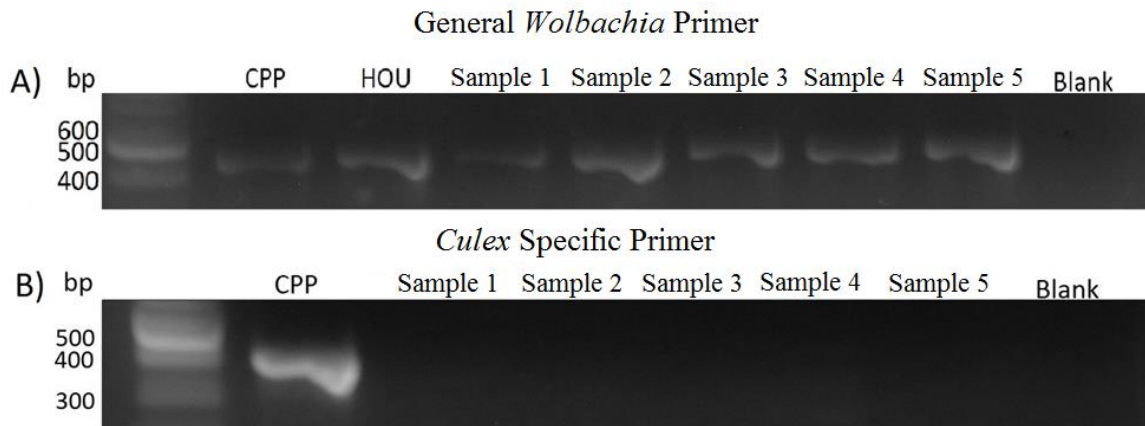 General Wolbachia Primer
A) bp CPP HOU Sample 1 Sample 2 Sample 3 Sample 4 Sample 5 Blank
600
500
400
Culex Specific Primer
B) bp CPP Sample 1 Sample 2 Sample 3 Sample 4 Sample 5 Blank
500
400
300